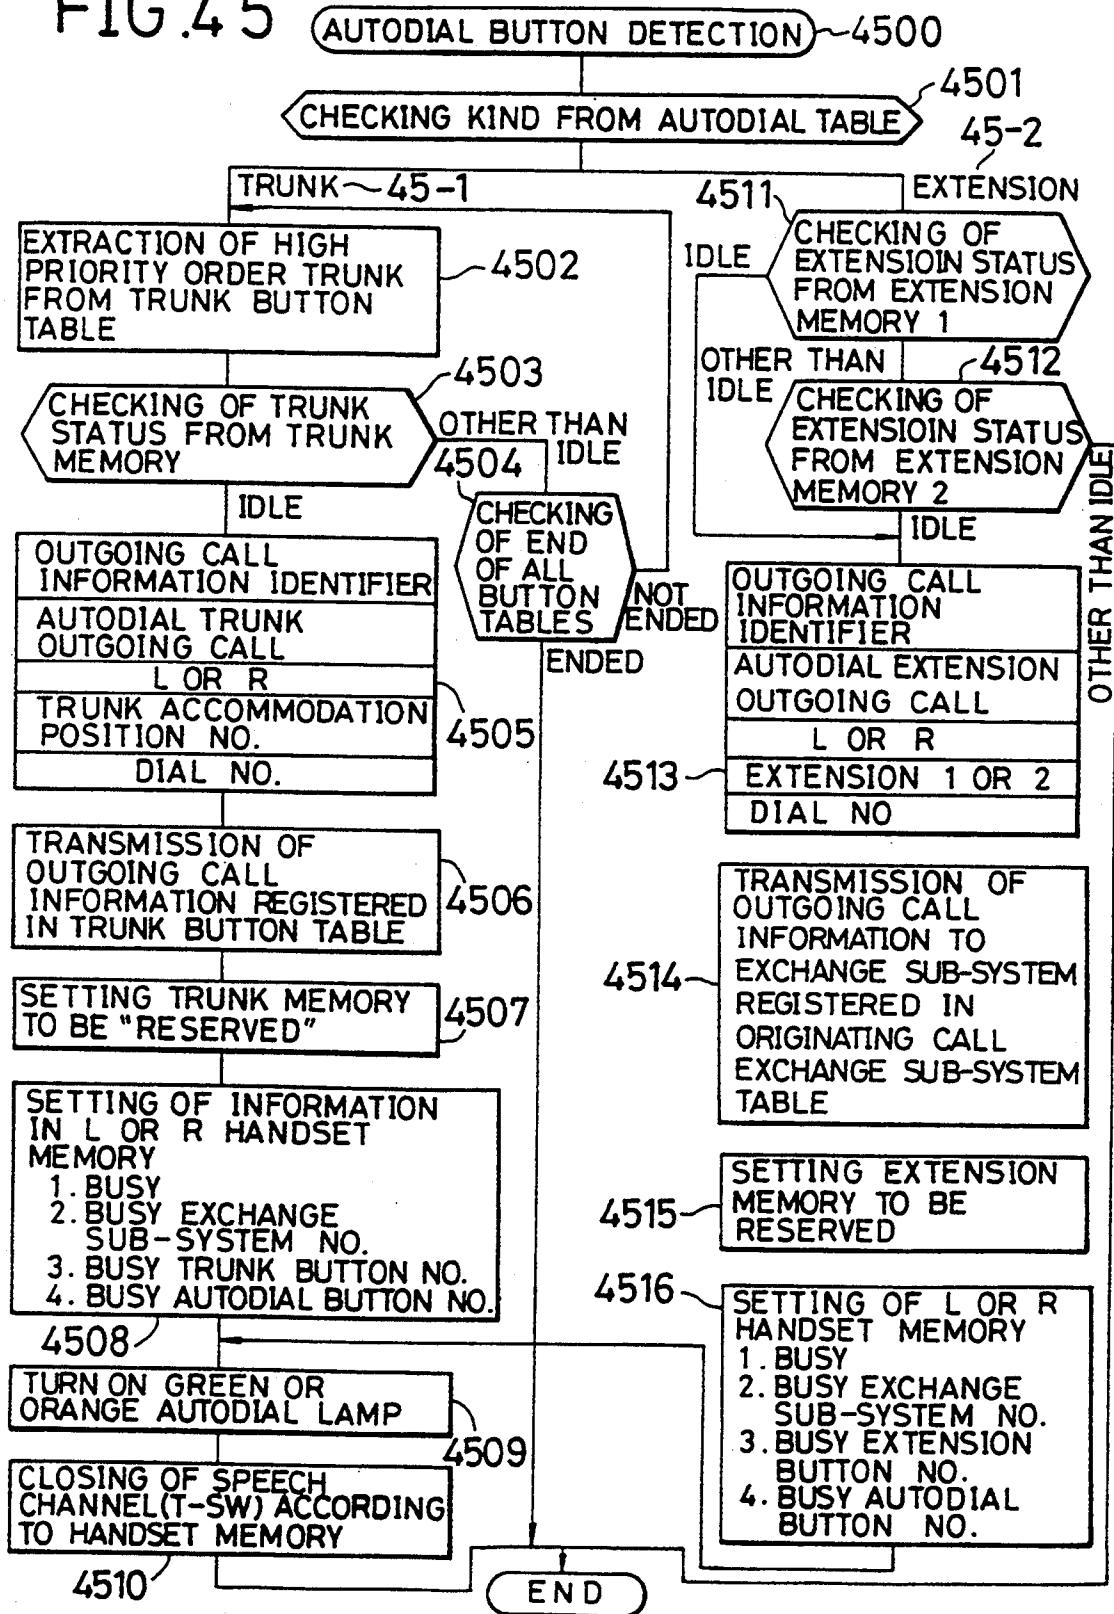 FIG.45
AUTODIAL BUTTON DETECTION
4500
4501
CHECKING KIND FROM AUTODIAL TABLE
45-2
TRUNK
45-1
4511
EXTENSION
EXTRACTION OF HIGH
PRIORITY ORDER TRUNK
FROM TRUNK BUTTON
TABLE
4502
IDLE
CHECKING OF
EXTENSIOIN STATUS
FROM EXTENSION
MEMORY 1
4503
CHECKING OF TRUNK
STATUS FROM TRUNK
MEMORY
OTHER THAN
IDLE
OTHER THAN
IDLE
4512
CHECKING OF
EXTENSIOIN STATUS
FROM EXTENSION
MEMORY 2
OTHER THAN IDLE
4504
CHECKING
OF END
OF ALL
BUTTON
TABLES
NOT
ENDED
ENDED
IDLE
IDLE
OUTGOING CALL
INFORMATION IDENTIFIER
AUTODIAL TRUNK
OUTGOING CALL
L OR R
TRUNK ACCOMMODATION
POSITION NO.
DIAL NO.
4505
OUTGOING CALL
INFORMATION
IDENTIFIER
AUTODIAL EXTENSION
OUTGOING CALL
L OR R
4513
EXTENSION 1 OR 2
DIAL NO
TRANSMISSION OF
OUTGOING CALL
INFORMATION REGISTERED
IN TRUNK BUTTON TABLE
4506
TRANSMISSION OF
OUTGOING CALL
INFORMATION TO
EXCHANGE SUB-SYSTEM
REGISTERED IN
ORIGINATING CALL
EXCHANGE SUB-SYSTEM
TABLE
4514
SETTING TRUNK MEMORY
TO BE "RESERVED"
4507
SETTING OF INFORMATION
IN L OR R HANDSET
MEMORY
1. BUSY
2. BUSY EXCHANGE
SUB-SYSTEM NO.
3. BUSY TRUNK BUTTON NO.
4. BUSY AUTODIAL BUTTON NO.
4508
SETTING EXTENSION
MEMORY TO BE
RESERVED
4515
4516
SETTING OF L OR R
HANDSET MEMORY
1. BUSY
2. BUSY EXCHANGE
SUB-SYSTEM NO.
3. BUSY EXTENSION
BUTTON NO.
4. BUSY AUTODIAL
BUTTON NO.
TURN ON GREEN OR
ORANGE AUTODIAL LAMP
4509
CLOSING OF SPEECH
CHANNEL(T-SW) ACCORDING
TO HANDSET MEMORY
4510
END